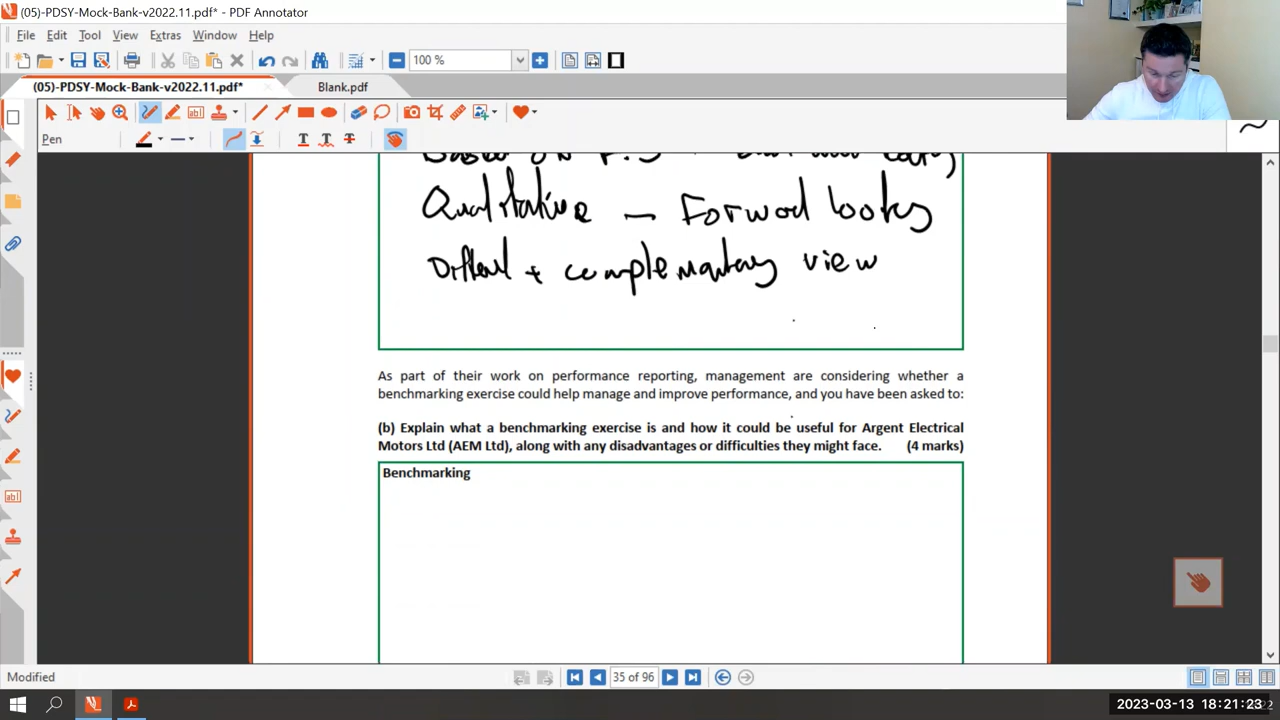 (05)-PDSY-Mock-Bank-v2022.11.pdf* - PDF Annotator
File Edit Tool View Extras Window Help
100 %
(05)-PDSY-Mock-Bank-v2022.11.pdf*
Blank.pdf
Pen
Based on F.S
Qualitative – Forwad looky
+ complementary view
As part of their work on performance reporting, management are considering whether a
benchmarking exercise could help manage and improve performance, and you have been asked to:
(b) Explain what a benchmarking exercise is and how it could be useful for Argent Electrical
Motors Ltd (AEM Ltd), along with any disadvantages or difficulties they might face. (4 marks)
Benchmarking
Modified
35 of 96
2023-03-13 18:21:23